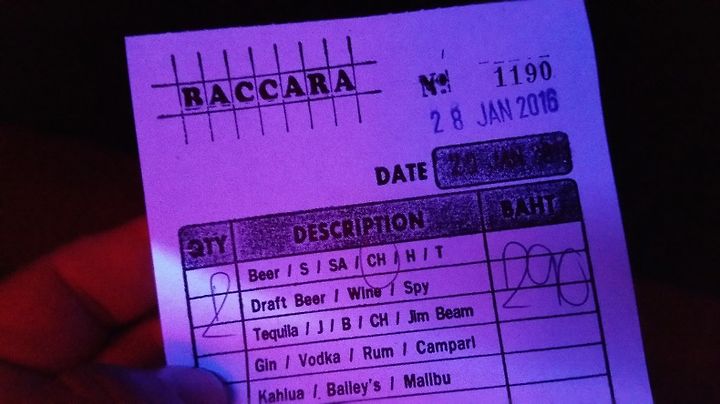 BACCARA
No. 1190
28 JAN 2016
DATE
QTY DESCRIPTION BAHT
Beer / S / SA / CH / H / T
2 Draft Beer / Wine / Spy 290
Tequila / J / B / CH / Jim Beam
Gin / Vodka / Rum / Campari
Kahlua / Bailey's / Malibu